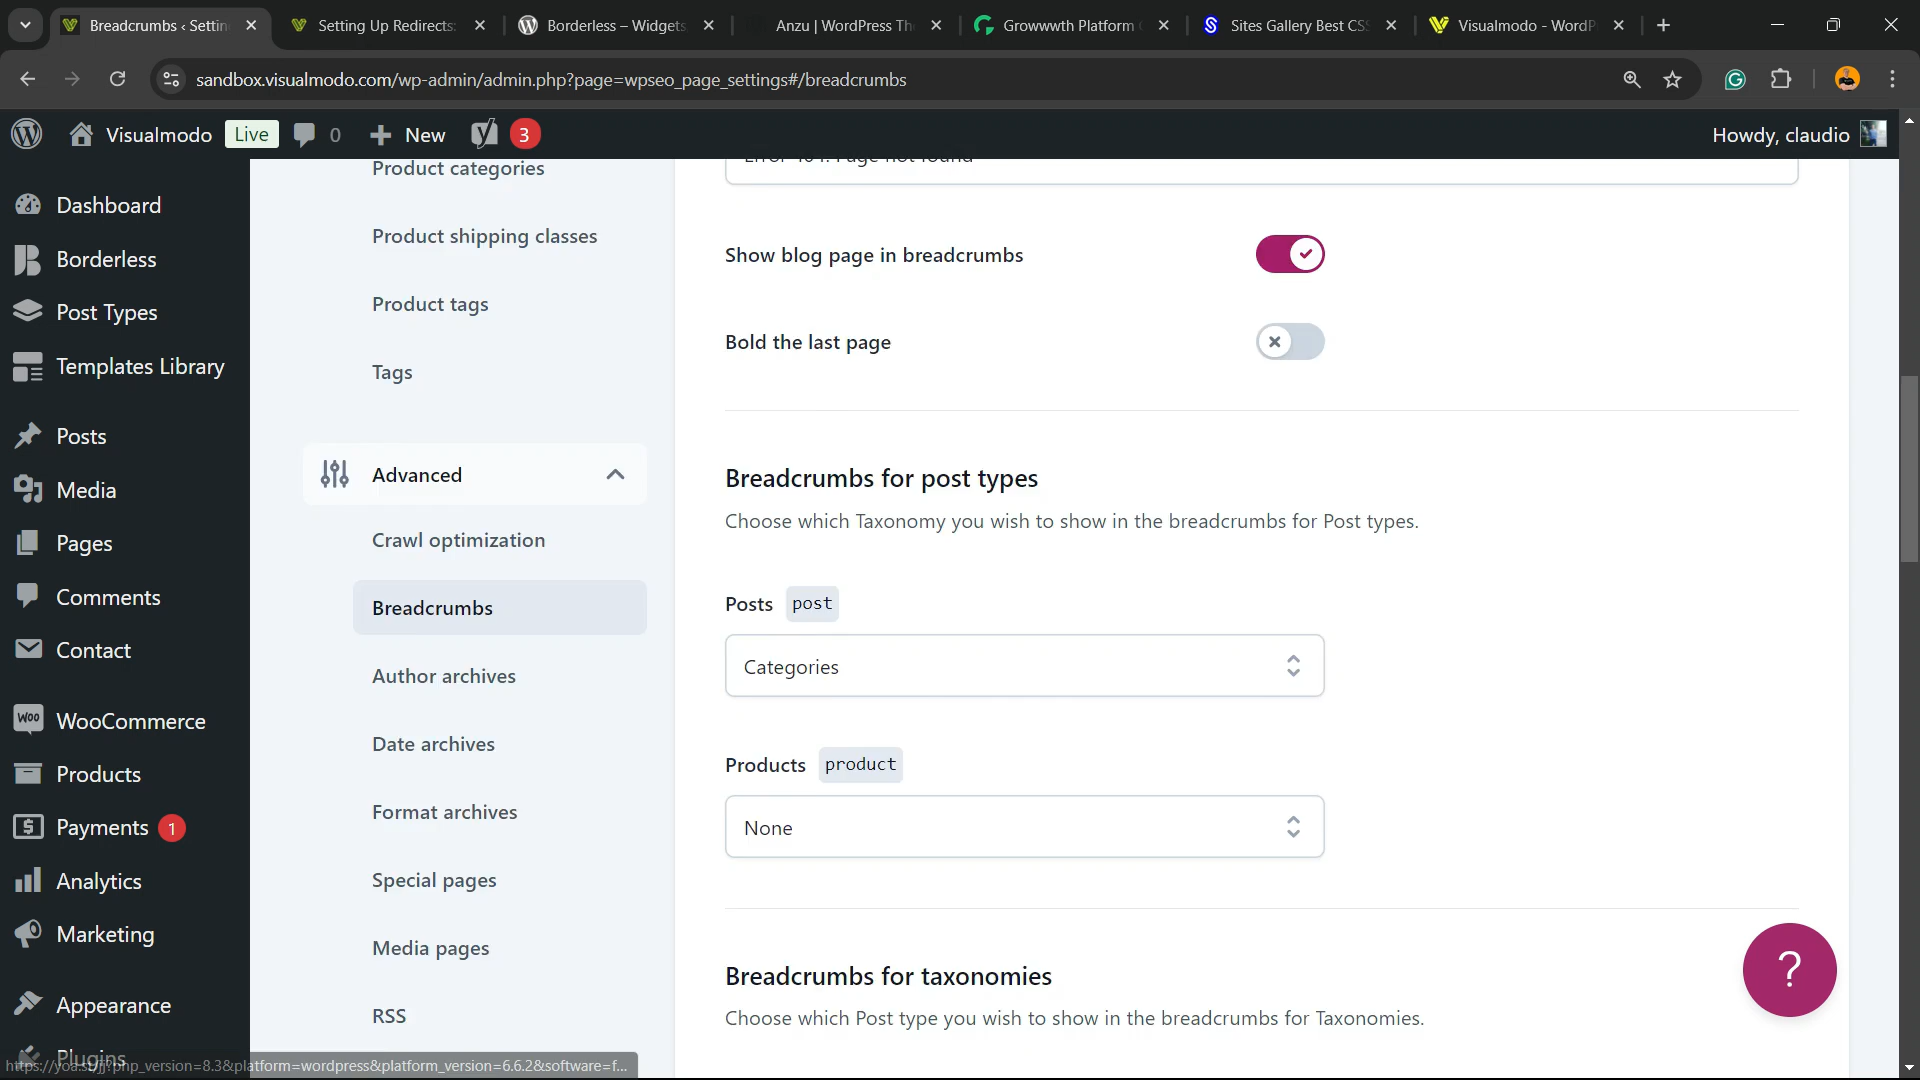 Breadcrumbs ‹ Settin
Setting Up Redirects:
Borderless – Widgets
Anzu | WordPress Th
Growwwth Platform
Sites Gallery Best CSS
Visualmodo - WordP
sandbox.visualmodo.com/wp-admin/admin.php?page=wpseo_page_settings#/breadcrumbs
Visualmodo
Live
0
New
3
Howdy, claudio
Dashboard
Borderless
Post Types
Templates Library
Posts
Media
Pages
Comments
Contact
WooCommerce
Products
Payments 1
Analytics
Marketing
Appearance
Plugins
Product categories
Product shipping classes
Product tags
Tags
Advanced
Crawl optimization
Breadcrumbs
Author archives
Date archives
Format archives
Special pages
Media pages
RSS
Error 404: Page not found
Show blog page in breadcrumbs
Bold the last page
Breadcrumbs for post types
Choose which Taxonomy you wish to show in the breadcrumbs for Post types.
Posts post
Categories
Products product
None
Breadcrumbs for taxonomies
Choose which Post type you wish to show in the breadcrumbs for Taxonomies.
?